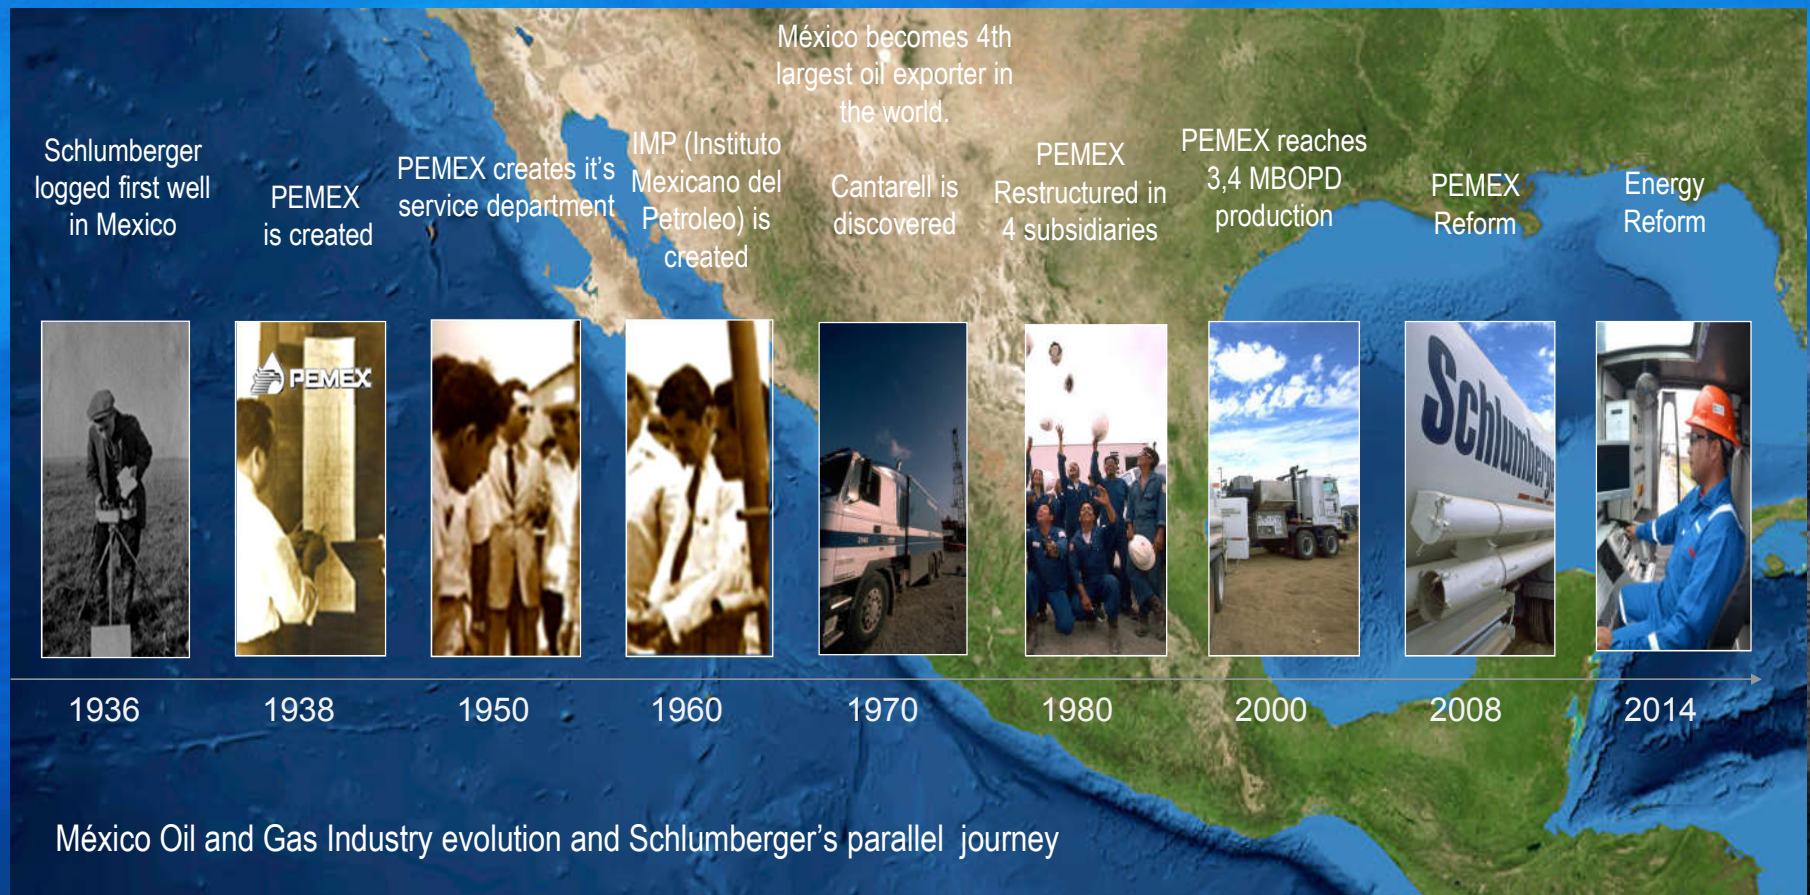 México becomes 4th
largest oil exporter in
the world.
Schlumberger
logged first well
in Mexico
PEMEX
is created
PEMEX creates it’s
service department
IMP (Instituto
Mexicano del
Petroleo) is
created
Cantarell is
discovered
PEMEX
Restructured in
4 subsidiaries
PEMEX reaches
3,4 MBOPD
production
PEMEX
Reform
Energy
Reform
PEMEX
Schlumberge
1936
1938
1950
1960
1970
1980
2000
2008
2014
México Oil and Gas Industry evolution and Schlumberger’s parallel journey